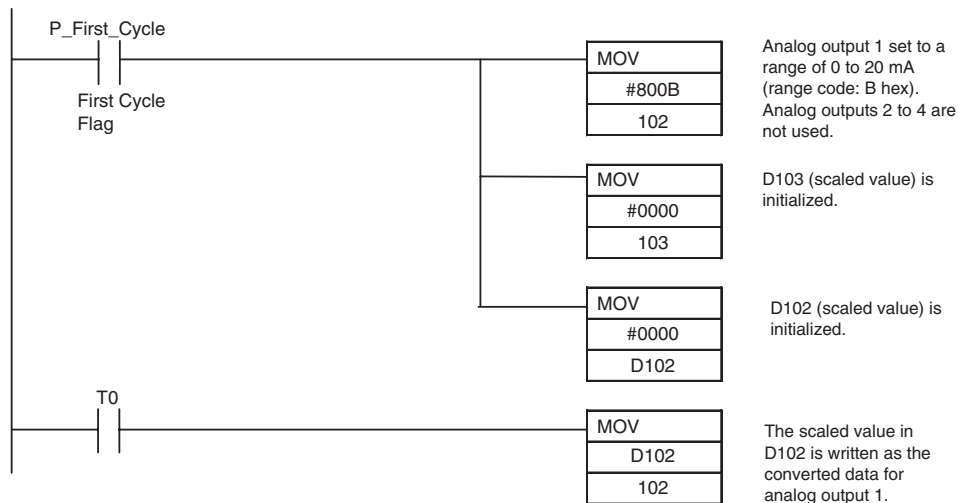 P_First_Cycle
First Cycle
Flag
MOV
#800B
102
Analog output 1 set to a
range of 0 to 20 mA
(range code: B hex).
Analog outputs 2 to 4 are
not used.
MOV
#0000
103
D103 (scaled value) is
initialized.
MOV
#0000
D102
D102 (scaled value) is
initialized.
T0
MOV
D102
102
The scaled value in
D102 is written as the
converted data for
analog output 1.